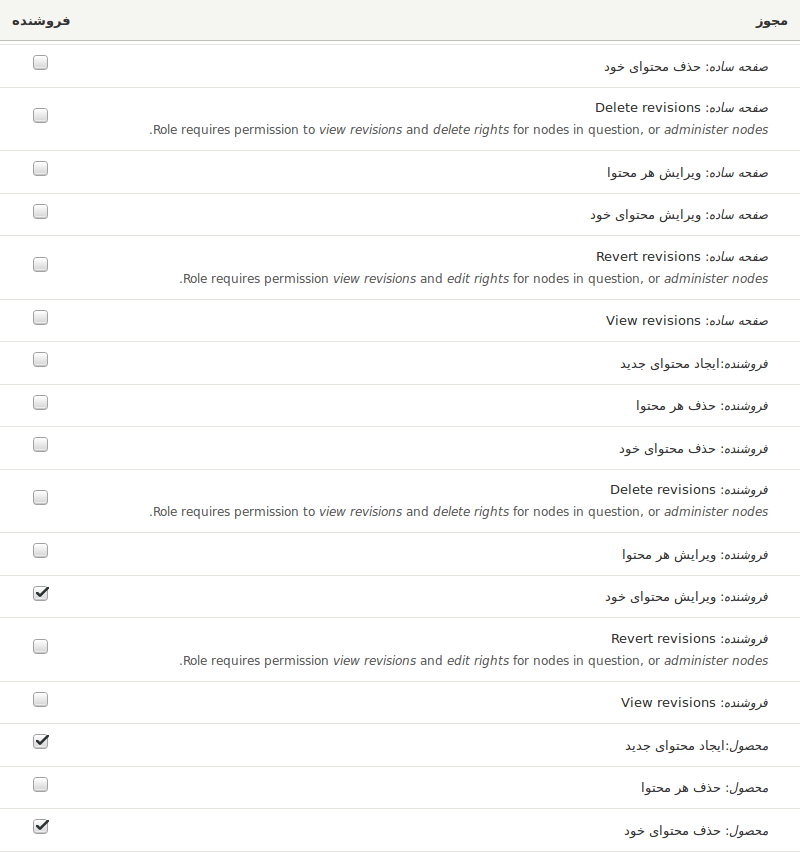 مجوز
فروشنده
صفحه ساده: حذف محتوای خود
صفحه ساده: Delete revisions
Role requires permission to view revisions and delete rights for nodes in question, or administer nodes.
صفحه ساده: ویرایش هر محتوا
صفحه ساده: ویرایش محتوای خود
صفحه ساده: Revert revisions
Role requires permission view revisions and edit rights for nodes in question, or administer nodes.
صفحه ساده: View revisions
فروشنده:ایجاد محتوای جدید
فروشنده: حذف هر محتوا
فروشنده: حذف محتوای خود
فروشنده: Delete revisions
Role requires permission to view revisions and delete rights for nodes in question, or administer nodes.
فروشنده: ویرایش هر محتوا
فروشنده: ویرایش محتوای خود
فروشنده: Revert revisions
Role requires permission view revisions and edit rights for nodes in question, or administer nodes.
فروشنده: View revisions
محصول:ایجاد محتوای جدید
محصول: حذف هر محتوا
محصول: حذف محتوای خود